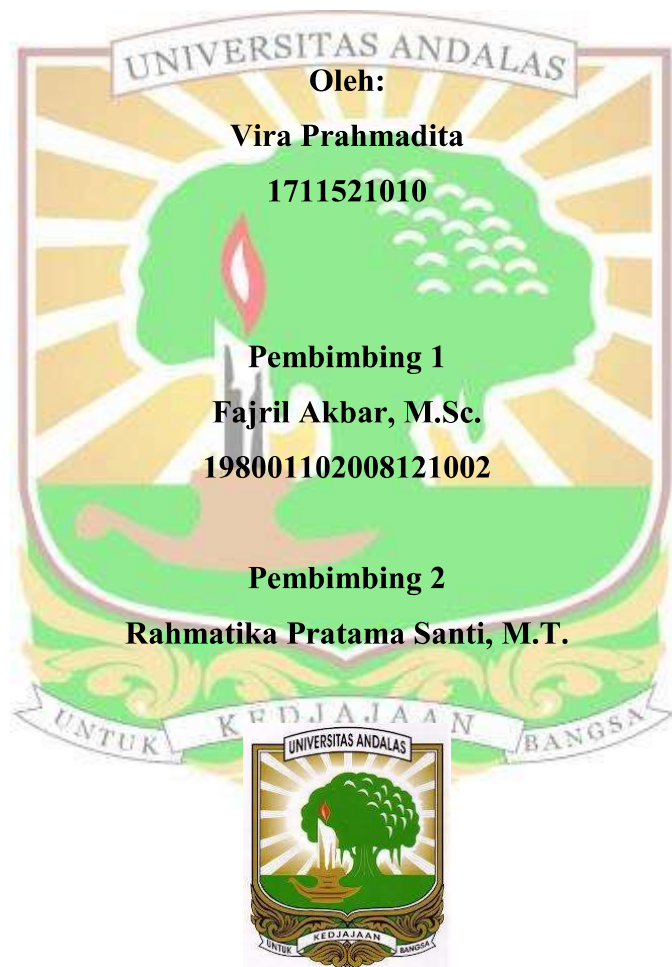 UNIVERSITAS ANDALAS
Oleh:
Vira Prahmadita
1711521010
Pembimbing 1
Fajril Akbar, M.Sc.
198001102008121002
Pembimbing 2
Rahmatika Pratama Santi, M.T.
UNTUK KEDJAJAAN BANGSA
UNIVERSITAS ANDALAS
UNTUK KEDJAJAAN BANGSA